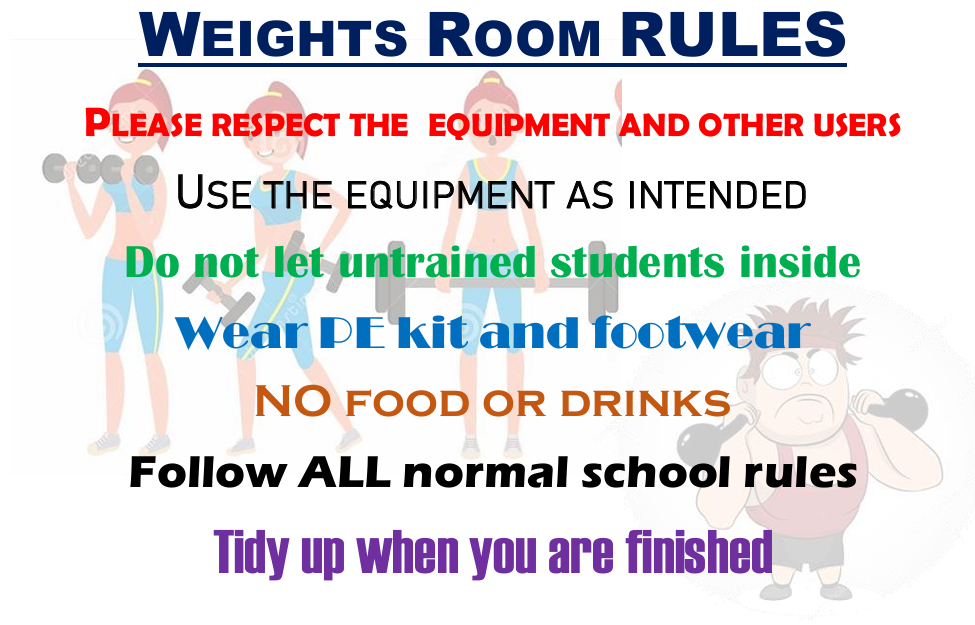 WEIGHTS ROOM RULES
PLEASE RESPECT THE EQUIPMENT AND OTHER USERS
USE THE EQUIPMENT AS INTENDED
Do not let untrained students inside
Wear PE kit and footwear
NO FOOD OR DRINKS
Follow ALL normal school rules
Tidy up when you are finished